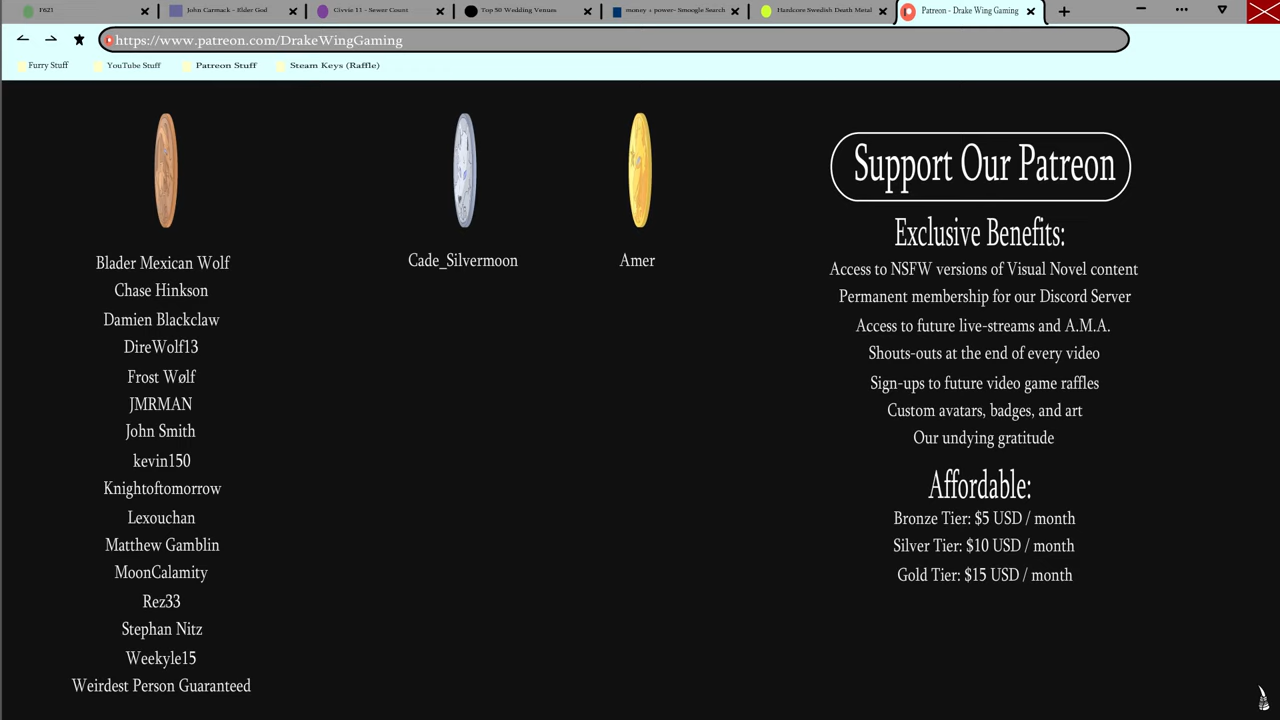 F621
John Carmack - Elder God
Civvie 11 - Sewer Count
Top 50 Wedding Venues
money + power- Smoogle Search
Hardcore Swedish Death Metal
Patreon - Drake Wing Gaming
https://www.patreon.com/DrakeWingGaming
Furry Stuff
YouTube Stuff
Patreon Stuff
Steam Keys (Raffle)
Blader Mexican Wolf
Chase Hinkson
Damien Blackclaw
DireWolf13
Frost Wølf
JMRMAN
John Smith
kevin150
Knightoftomorrow
Lexouchan
Matthew Gamblin
MoonCalamity
Rez33
Stephan Nitz
Weekyle15
Weirdest Person Guaranteed
Cade_Silvermoon
Amer
Support Our Patreon
Exclusive Benefits:
Access to NSFW versions of Visual Novel content
Permanent membership for our Discord Server
Access to future live-streams and A.M.A.
Shouts-outs at the end of every video
Sign-ups to future video game raffles
Custom avatars, badges, and art
Our undying gratitude
Affordable:
Bronze Tier: $5 USD / month
Silver Tier: $10 USD / month
Gold Tier: $15 USD / month